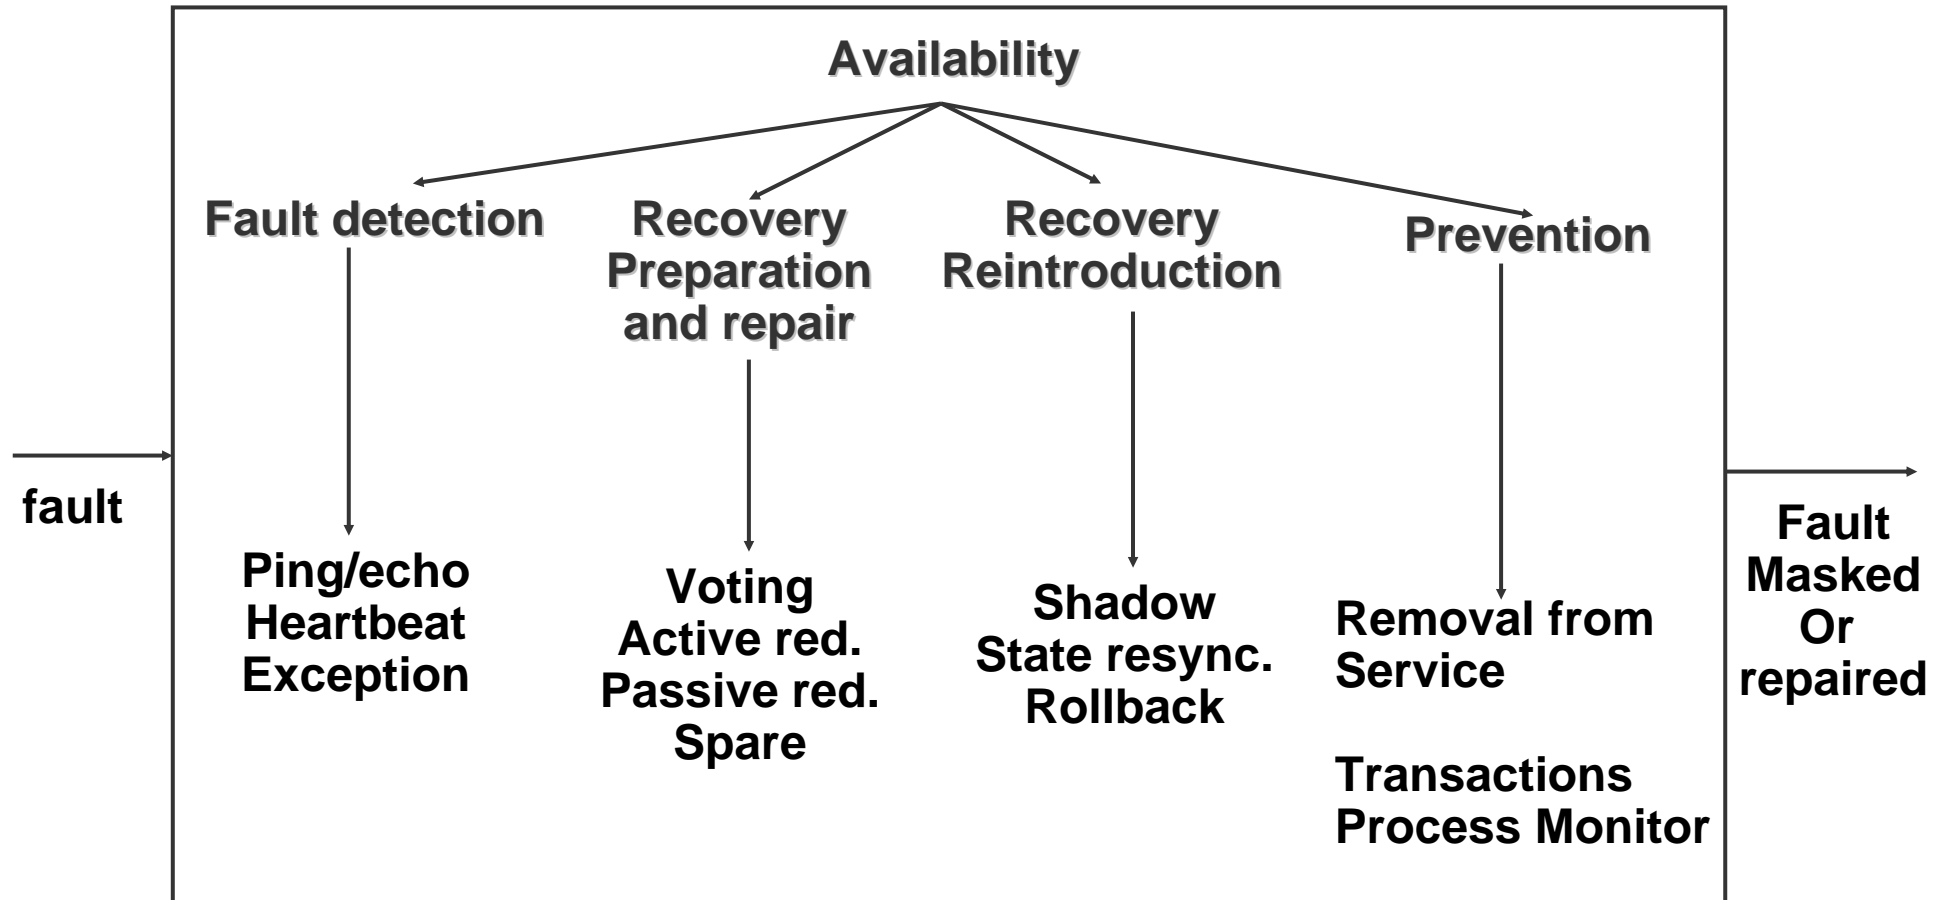 Availability
Fault detection
Recovery
Preparation
and repair
Recovery
Reintroduction
Prevention
fault
Ping/echo
Heartbeat
Exception
Voting
Active red.
Passive red.
Spare
Shadow
State resync.
Rollback
Removal from
Service
Transactions
Process Monitor
Fault
Masked
Or
repaired